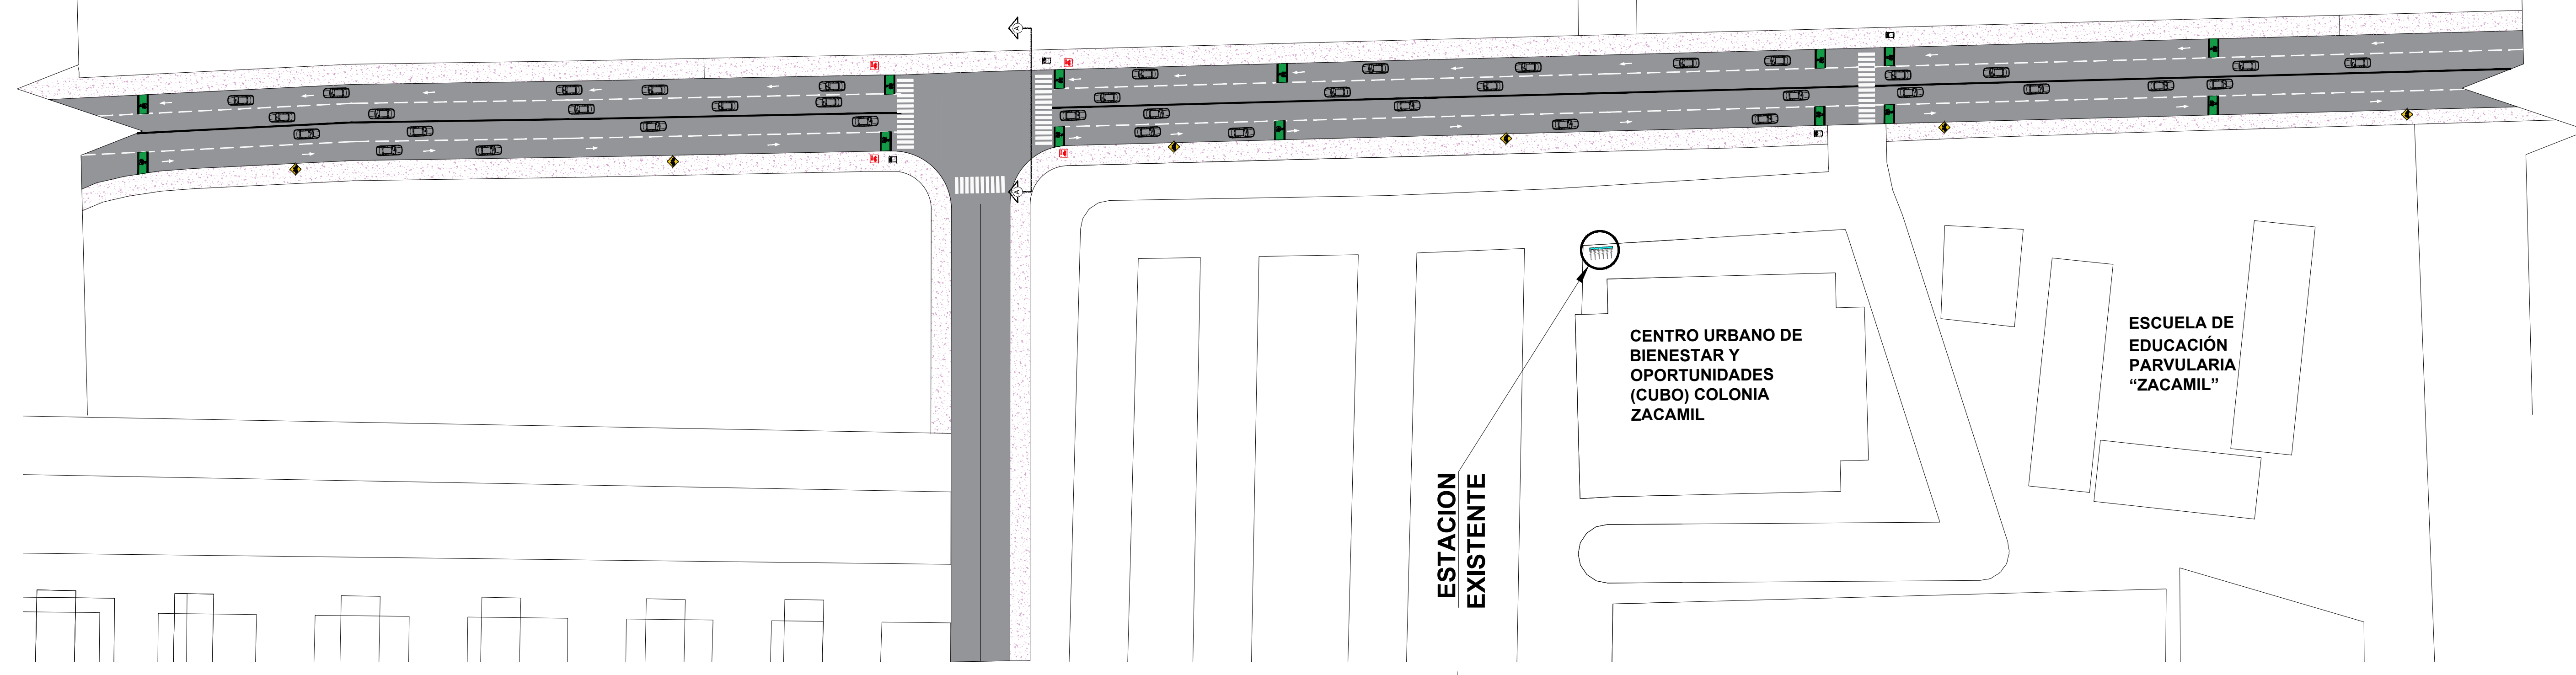 A
A
CENTRO URBANO DE
BIENESTAR Y
OPORTUNIDADES
(CUBO) COLONIA
ZACAMIL
ESCUELA DE
EDUCACIÓN
PARVULARIA
“ZACAMIL”
ESTACION
EXISTENTE